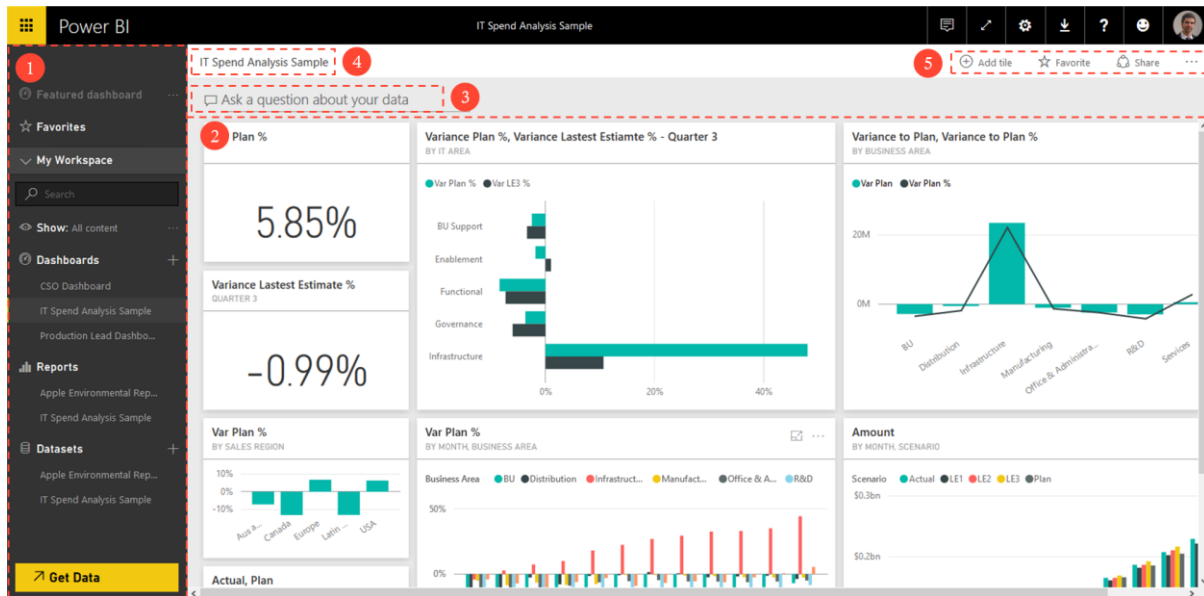 Power BI
IT Spend Analysis Sample
?
1
IT Spend Analysis Sample
4
5
Add tile
Favorite
Share
...
Featured dashboard
...
Ask a question about your data
3
Favorites
My Workspace
Search
Show: All content
...
Dashboards
CSO Dashboard
IT Spend Analysis Sample
Production Lead Dashbo...
Reports
Apple Environmental Rep...
IT Spend Analysis Sample
Datasets
Apple Environmental Rep...
IT Spend Analysis Sample
Get Data
2
Plan %
5.85%
Variance Lastest Estimate %
QUARTER 3
-0.99%
Variance Plan %, Variance Lastest Estiamte % - Quarter 3
BY IT AREA
Var Plan % Var LE3 %
BU Support
Enablement
Functional
Governance
Infrastructure
0% 20% 40%
Variance to Plan, Variance to Plan %
BY BUSINESS AREA
Var Plan Var Plan %
20M
0M
BU Distribution Infrastructure Manufacturing Office & Administra... R&D Services
Var Plan %
BY SALES REGION
10%
0%
-10%
Aus a... Canada Europe Latin ... USA
Actual, Plan
Var Plan %
BY MONTH, BUSINESS AREA
...
Business Area BU Distribution Infrastruct... Manufact... Office & A... R&D
50%
0%
Amount
BY MONTH, SCENARIO
Scenario Actual LE1 LE2 LE3 Plan
$0.3bn
$0.2bn